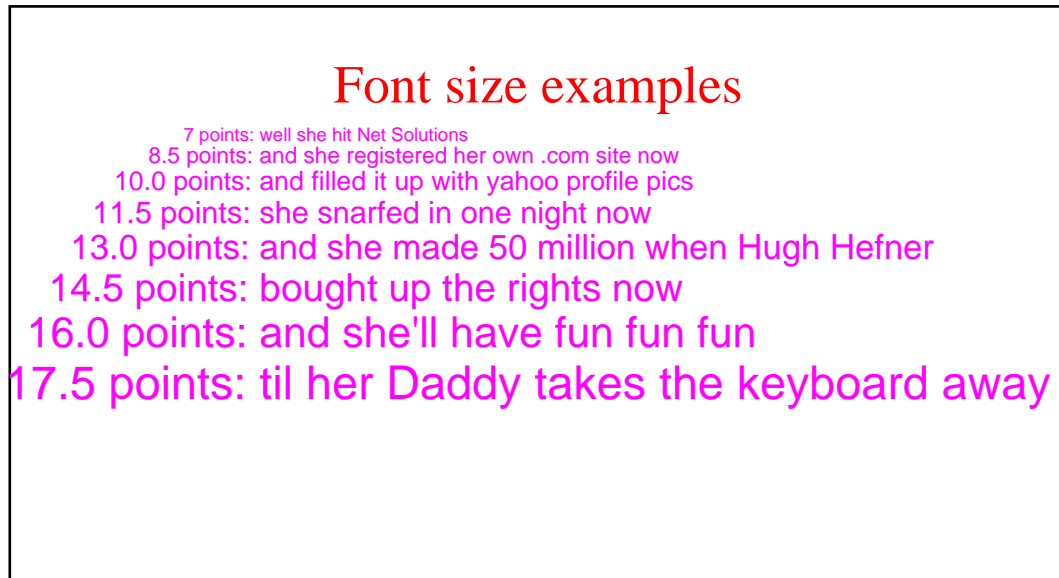 Font size examples
7 points: well she hit Net Solutions
8.5 points: and she registered her own .com site now
10.0 points: and filled it up with yahoo profile pics
11.5 points: she snarfed in one night now
13.0 points: and she made 50 million when Hugh Hefner
14.5 points: bought up the rights now
16.0 points: and she'll have fun fun fun
17.5 points: til her Daddy takes the keyboard away